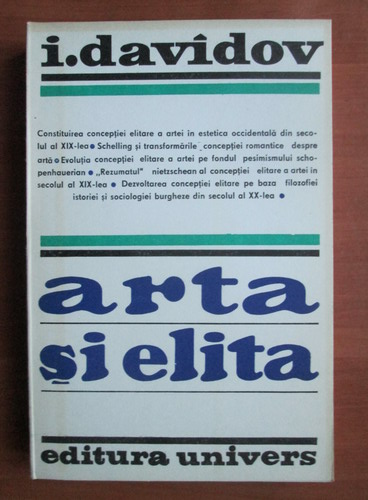 i.davîdov
Constituirea concepției elitare a artei în estetica occidentală din seco-
lul al XIX-lea ● Schelling și transformările concepției romantice despre
artă ● Evoluția concepției elitare a artei pe fondul pesimismului scho-
penhauerian ● „Rezumatul" nietzschean al concepției elitare a artei în
secolul al XIX-lea ● Dezvoltarea concepției elitare pe baza filozofiei
istoriei și sociologiei burgheze din secolul al XX-lea ●
arta
și elita
editura univers